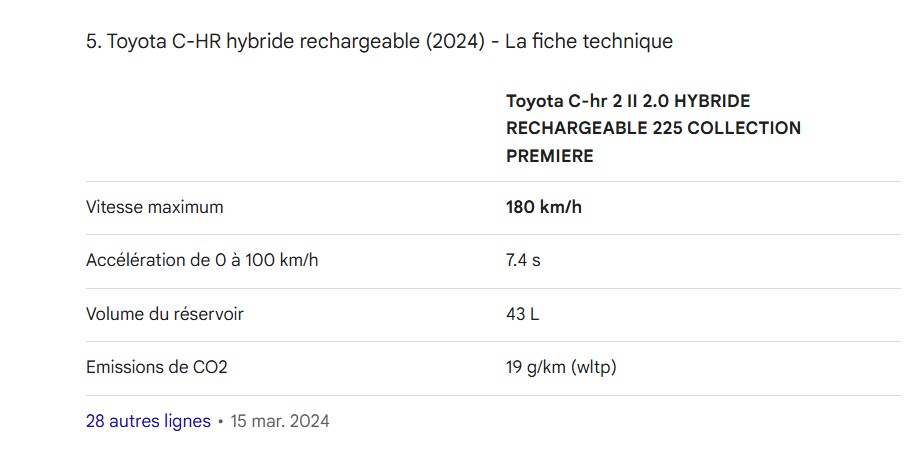 5. Toyota C-HR hybride rechargeable (2024) - La fiche technique
Toyota C-hr 2 II 2.0 HYBRIDE
RECHARGEABLE 225 COLLECTION
PREMIERE
Vitesse maximum 180 km/h
Accélération de 0 à 100 km/h 7.4 s
Volume du réservoir 43 L
Emissions de CO2 19 g/km (wltp)
28 autres lignes • 15 mar. 2024